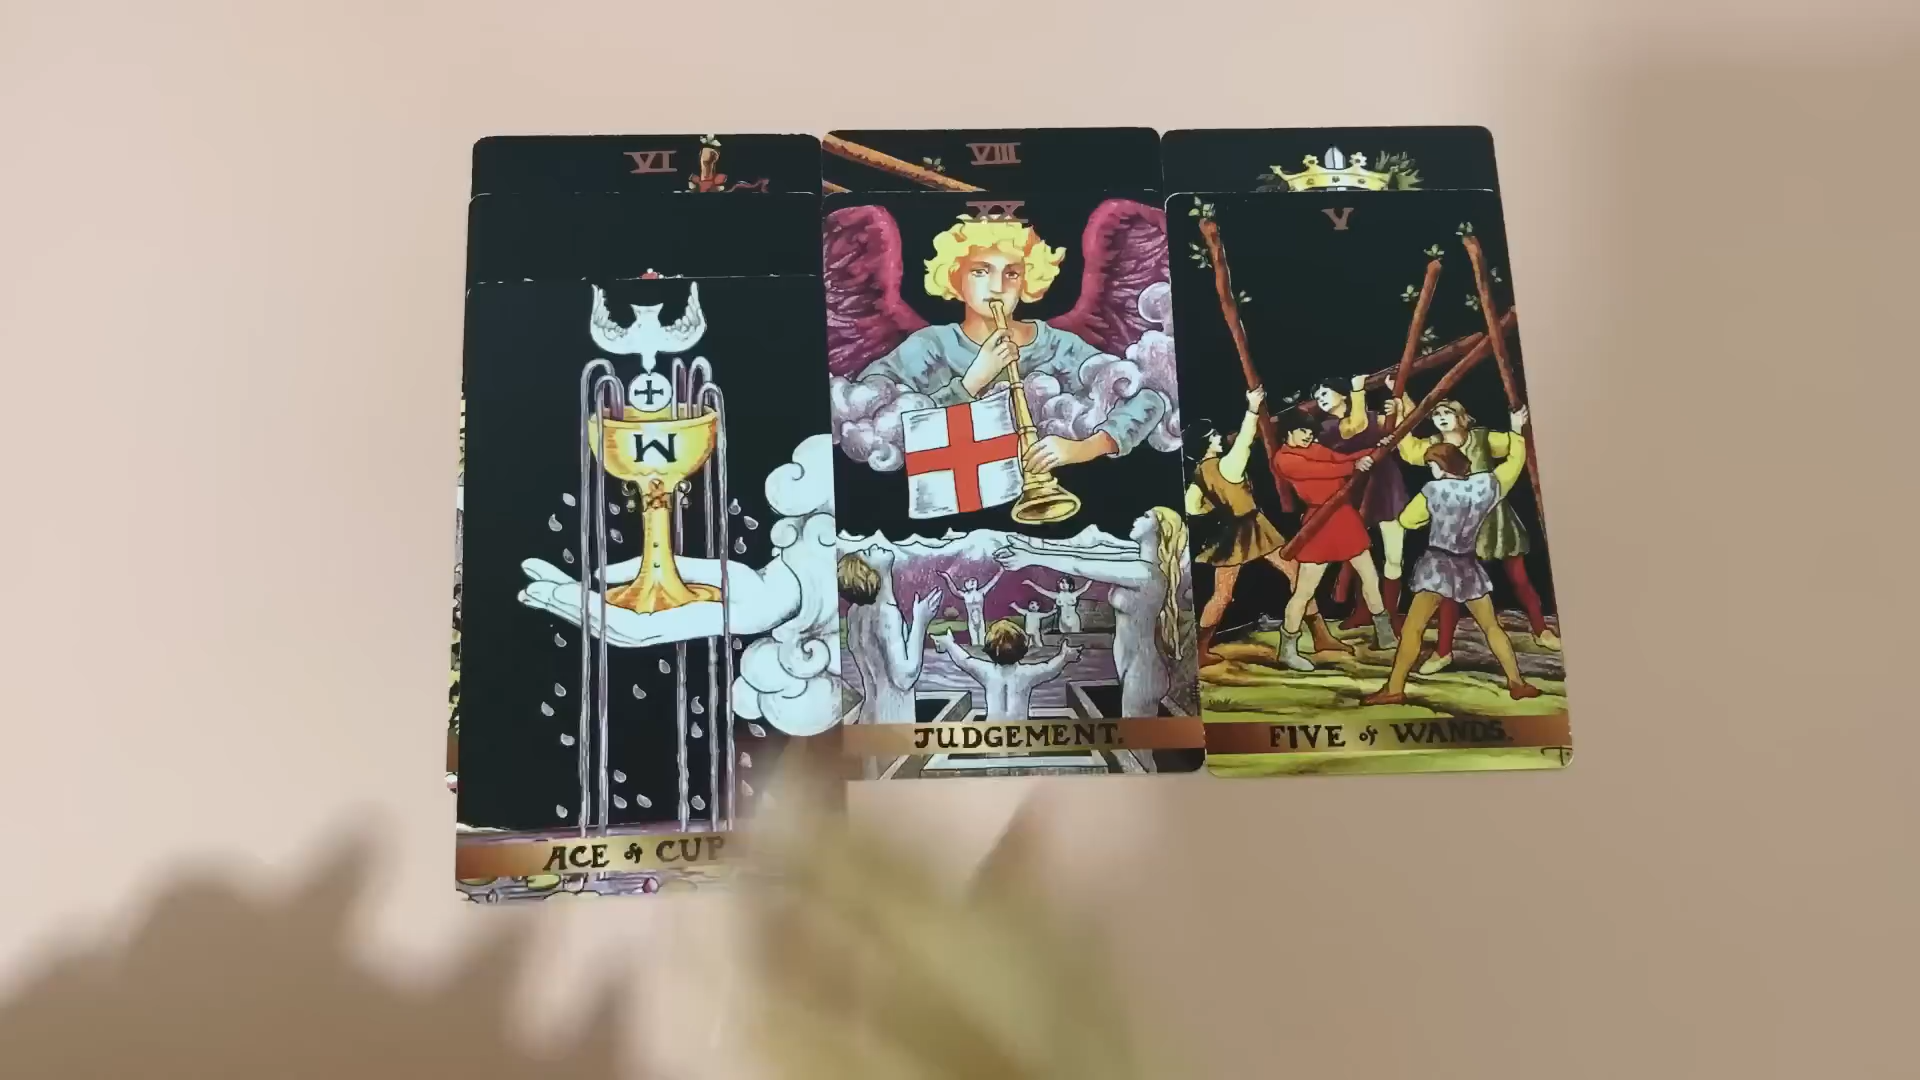 VI
VIII
XX
V
W
JUDGEMENT.
FIVE of WANDS.
ACE of CUP